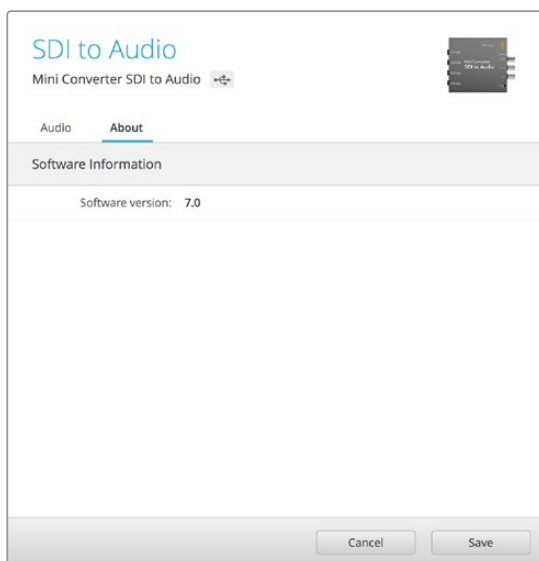 SDI to Audio
Mini Converter SDI to Audio
Audio About
Software Information
Software version: 7.0
Cancel Save